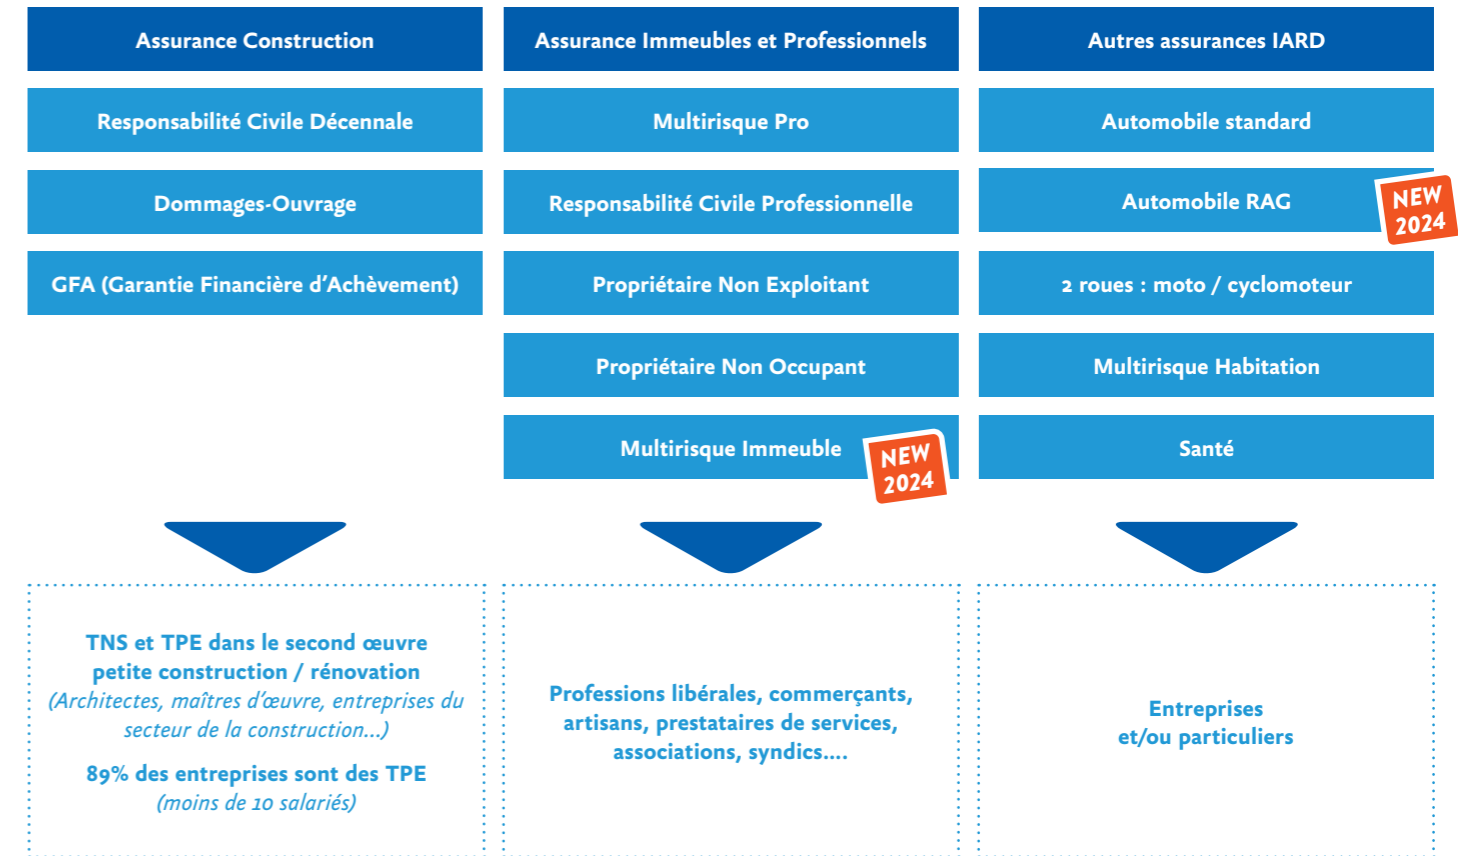 Assurance Construction
Responsabilité Civile Décennale
Dommages-Ouvrage
GFA (Garantie Financière d’Achèvement)
TNS et TPE dans le second œuvre
petite construction / rénovation
(Architectes, maîtres d’œuvre, entreprises du
secteur de la construction...)
89% des entreprises sont des TPE
(moins de 10 salariés)
Assurance Immeubles et Professionnels
Multirisque Pro
Responsabilité Civile Professionnelle
Propriétaire Non Exploitant
Propriétaire Non Occupant
Multirisque Immeuble
NEW
2024
Professions libérales, commerçants,
artisans, prestataires de services,
associations, syndics....
Autres assurances IARD
Automobile standard
Automobile RAG
NEW
2024
2 roues : moto / cyclomoteur
Multirisque Habitation
Santé
Entreprises
et/ou particuliers